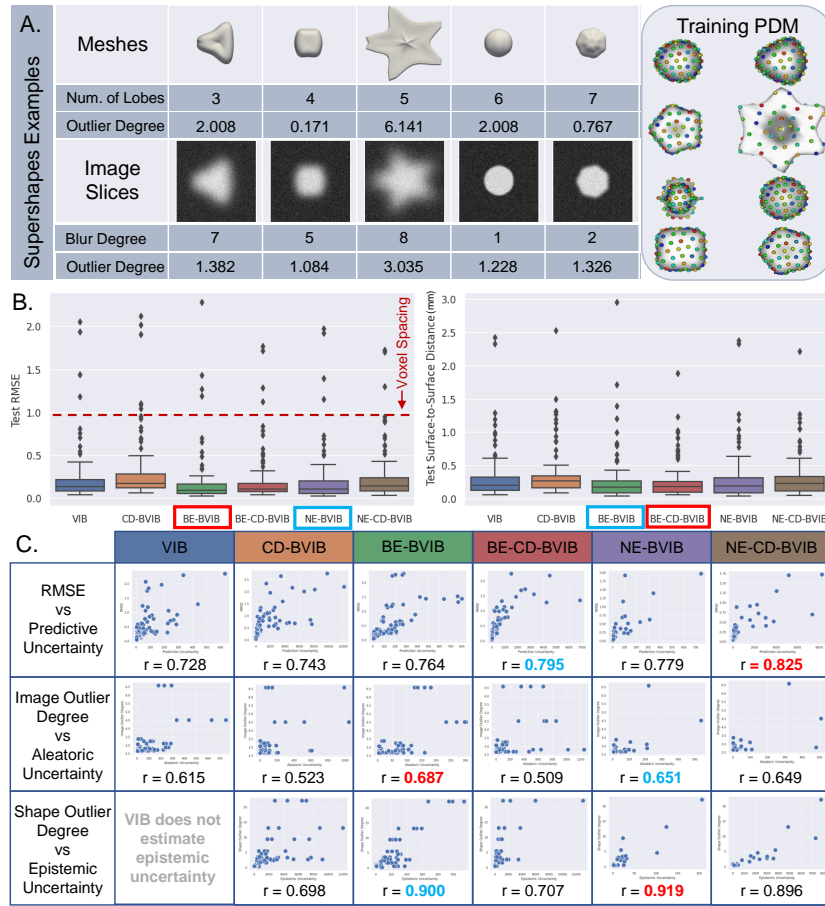 A.
Supershapes Examples
Meshes
Training PDM
Num. of Lobes 3 4 5 6 7
Outlier Degree 2.008 0.171 6.141 2.008 0.767
Image
Slices
Blur Degree 7 5 8 1 2
Outlier Degree 1.382 1.084 3.035 1.228 1.326
B.
Test RMSE
2.0
1.5
1.0
0.5
0.0
Voxel Spacing
VIB CD-BVIB BE-BVIB BE-CD-BVIB NE-BVIB NE-CD-BVIB
Test Surface-to-Surface Distance (mm)
3.0
2.5
2.0
1.5
1.0
0.5
0.0
VIB CD-BVIB BE-BVIB BE-CD-BVIB NE-BVIB NE-CD-BVIB
C.
VIB CD-BVIB BE-BVIB BE-CD-BVIB NE-BVIB NE-CD-BVIB
RMSE
vs
Predictive
Uncertainty
r = 0.728 r = 0.743 r = 0.764 r = 0.795 r = 0.779 r = 0.825
Image Outlier
Degree
vs
Aleatoric
Uncertainty
r = 0.615 r = 0.523 r = 0.687 r = 0.509 r = 0.651 r = 0.649
Shape Outlier
Degree
vs
Epistemic
Uncertainty
VIB does not
estimate
epistemic
uncertainty
r = 0.698 r = 0.900 r = 0.707 r = 0.919 r = 0.896